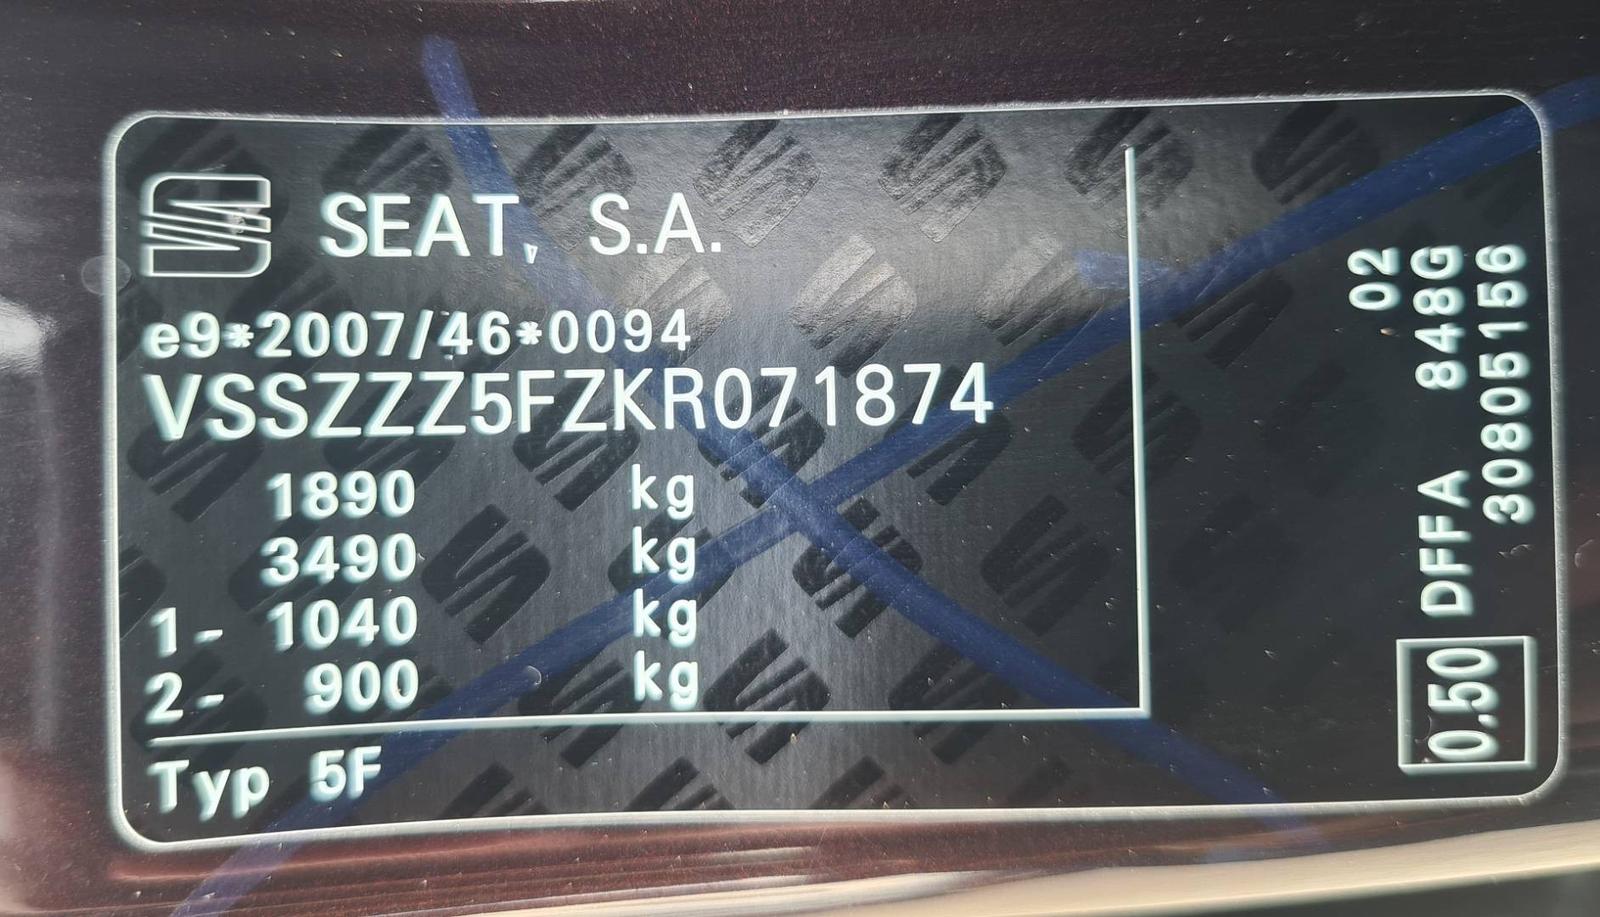 SEAT, S.A.
e9*2007/46*0094
VSSZZZ5FZKR071874
1890 kg
3490 kg
1- 1040 kg
2- 900 kg
Typ 5F
02
DFFA 848G
0.50 30805156